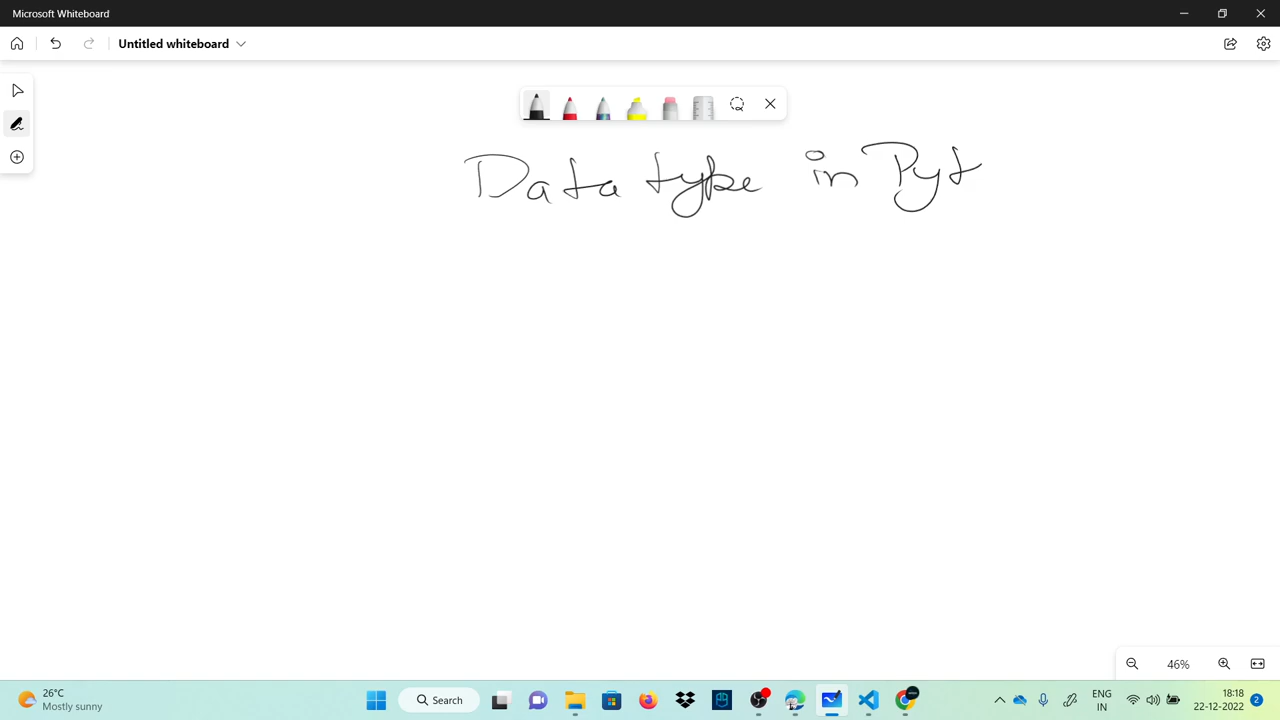 Microsoft Whiteboard
Untitled whiteboard
Data type in Pyt
46%
26°C
Mostly sunny
Search
ENG
IN
18:18
22-12-2022
2